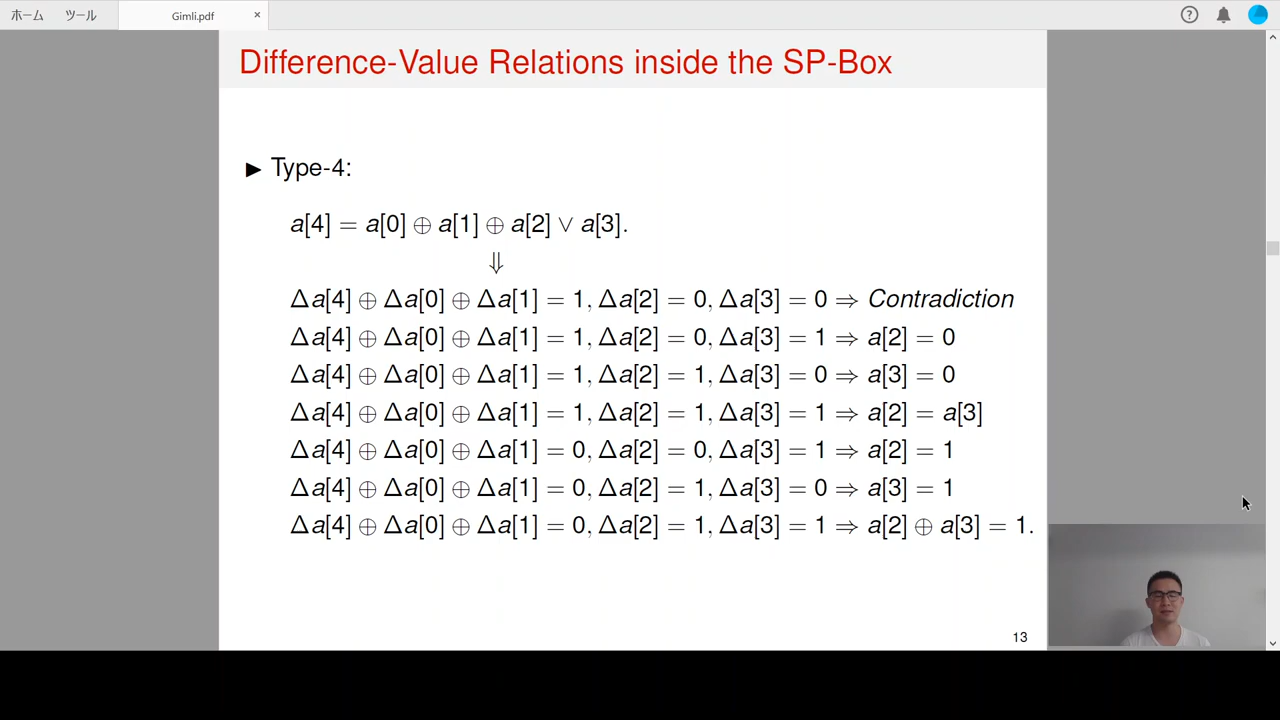 ホーム ツール Gimli.pdf ×
Difference-Value Relations inside the SP-Box
▶ Type-4:
a[4] = a[0] ⊕ a[1] ⊕ a[2] ∨ a[3].
⇓
Δa[4] ⊕ Δa[0] ⊕ Δa[1] = 1, Δa[2] = 0, Δa[3] = 0 ⇒ Contradiction
Δa[4] ⊕ Δa[0] ⊕ Δa[1] = 1, Δa[2] = 0, Δa[3] = 1 ⇒ a[2] = 0
Δa[4] ⊕ Δa[0] ⊕ Δa[1] = 1, Δa[2] = 1, Δa[3] = 0 ⇒ a[3] = 0
Δa[4] ⊕ Δa[0] ⊕ Δa[1] = 1, Δa[2] = 1, Δa[3] = 1 ⇒ a[2] = a[3]
Δa[4] ⊕ Δa[0] ⊕ Δa[1] = 0, Δa[2] = 0, Δa[3] = 1 ⇒ a[2] = 1
Δa[4] ⊕ Δa[0] ⊕ Δa[1] = 0, Δa[2] = 1, Δa[3] = 0 ⇒ a[3] = 1
Δa[4] ⊕ Δa[0] ⊕ Δa[1] = 0, Δa[2] = 1, Δa[3] = 1 ⇒ a[2] ⊕ a[3] = 1.
13